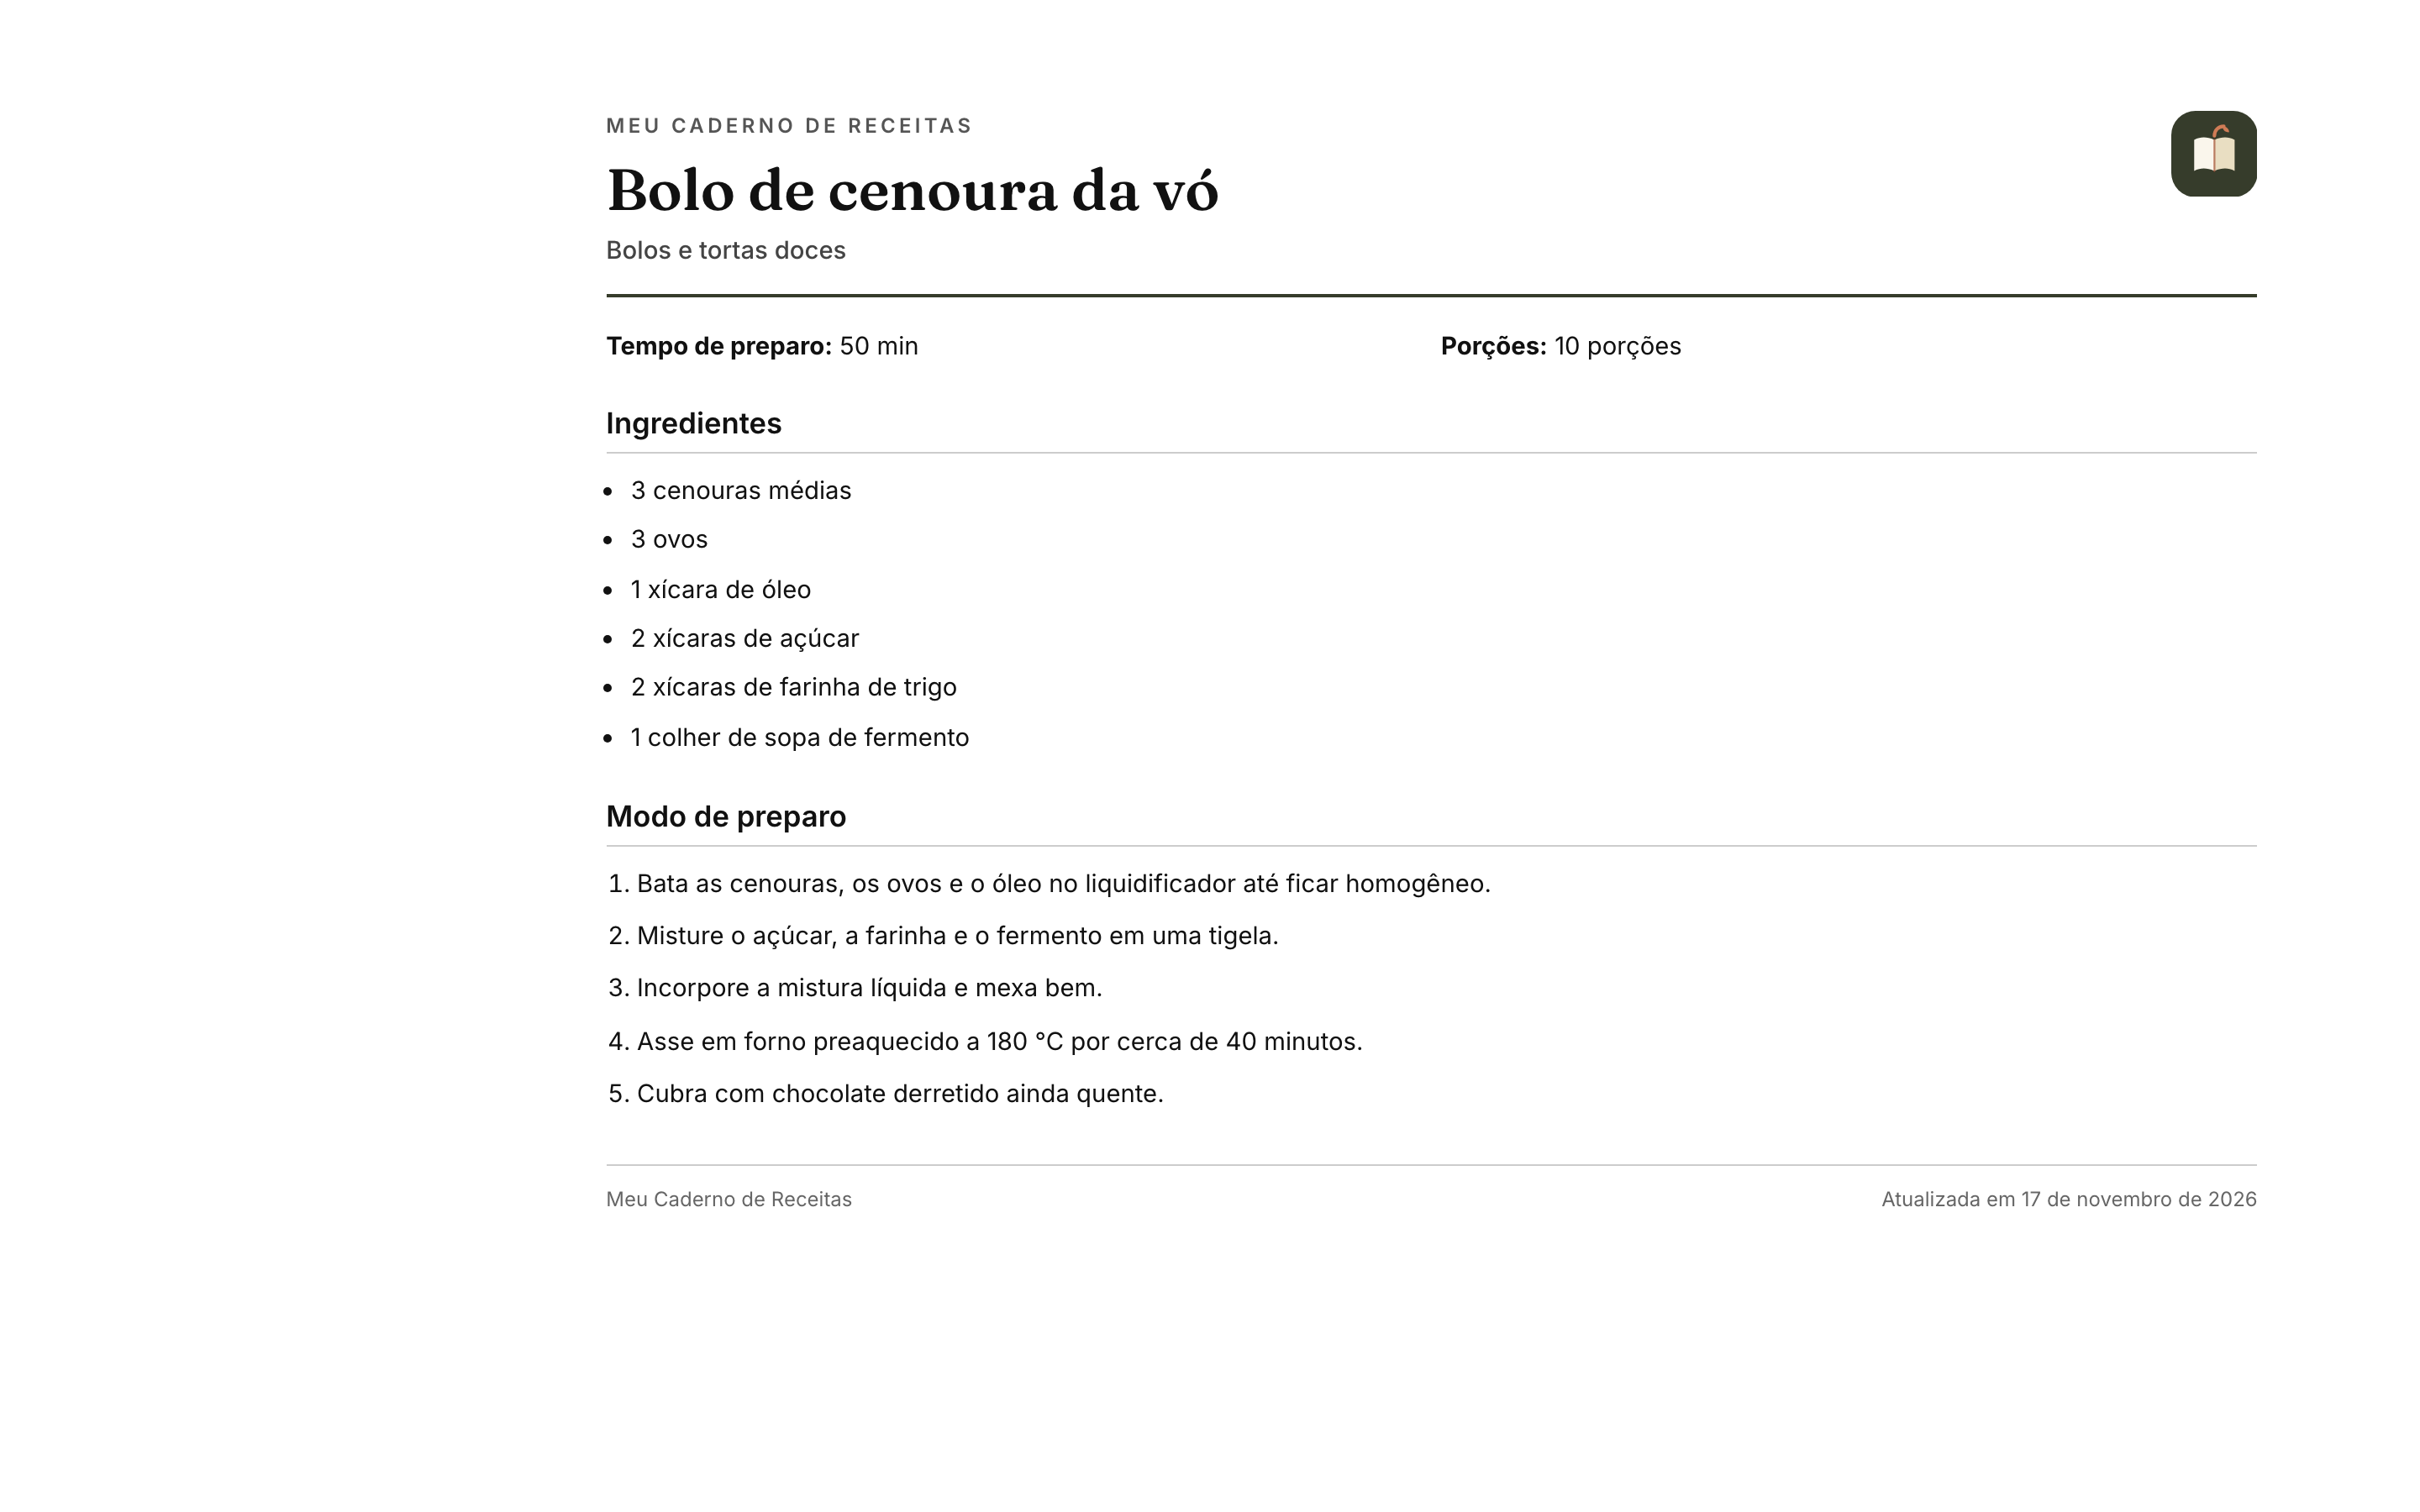 MEU CADERNO DE RECEITAS
Bolo de cenoura da vó
Bolos e tortas doces
Tempo de preparo: 50 min
Porções: 10 porções
Ingredientes
• 3 cenouras médias
• 3 ovos
• 1 xícara de óleo
• 2 xícaras de açúcar
• 2 xícaras de farinha de trigo
• 1 colher de sopa de fermento
Modo de preparo
1. Bata as cenouras, os ovos e o óleo no liquidificador até ficar homogêneo.
2. Misture o açúcar, a farinha e o fermento em uma tigela.
3. Incorpore a mistura líquida e mexa bem.
4. Asse em forno preaquecido a 180 °C por cerca de 40 minutos.
5. Cubra com chocolate derretido ainda quente.
Meu Caderno de Receitas
Atualizada em 17 de novembro de 2026